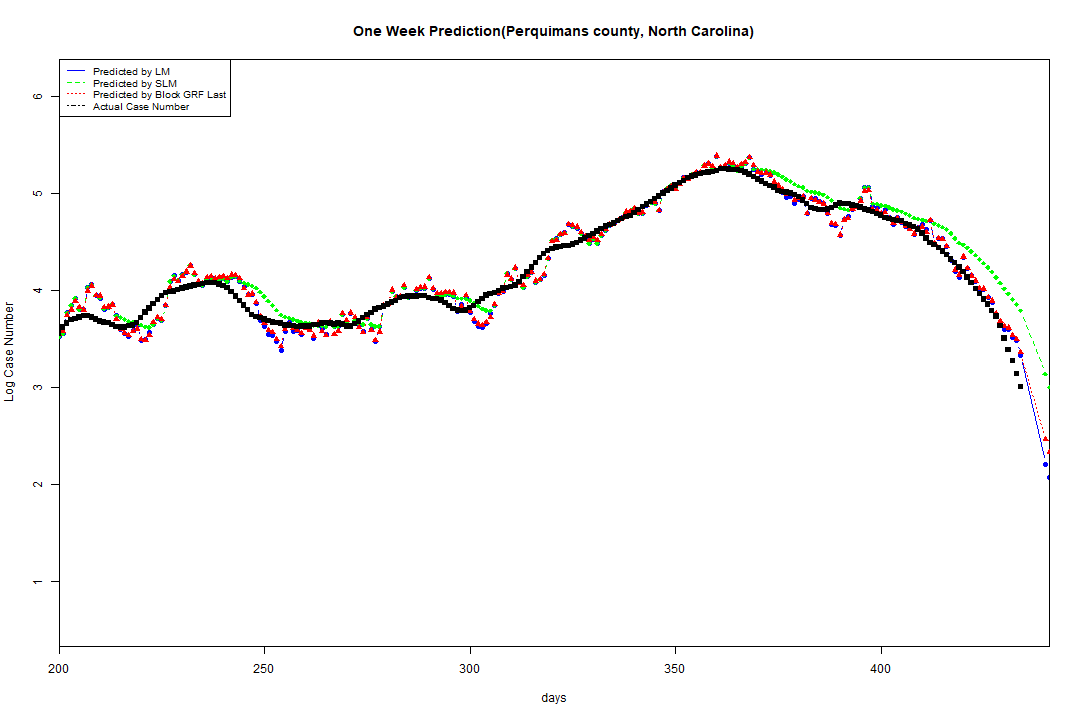 One Week Prediction(Perquimans county, North Carolina)
Predicted by LM
Predicted by SLM
Predicted by Block GRF Last
Actual Case Number
6
5
4
3
2
1
Log Case Number
200 250 300 350 400
days